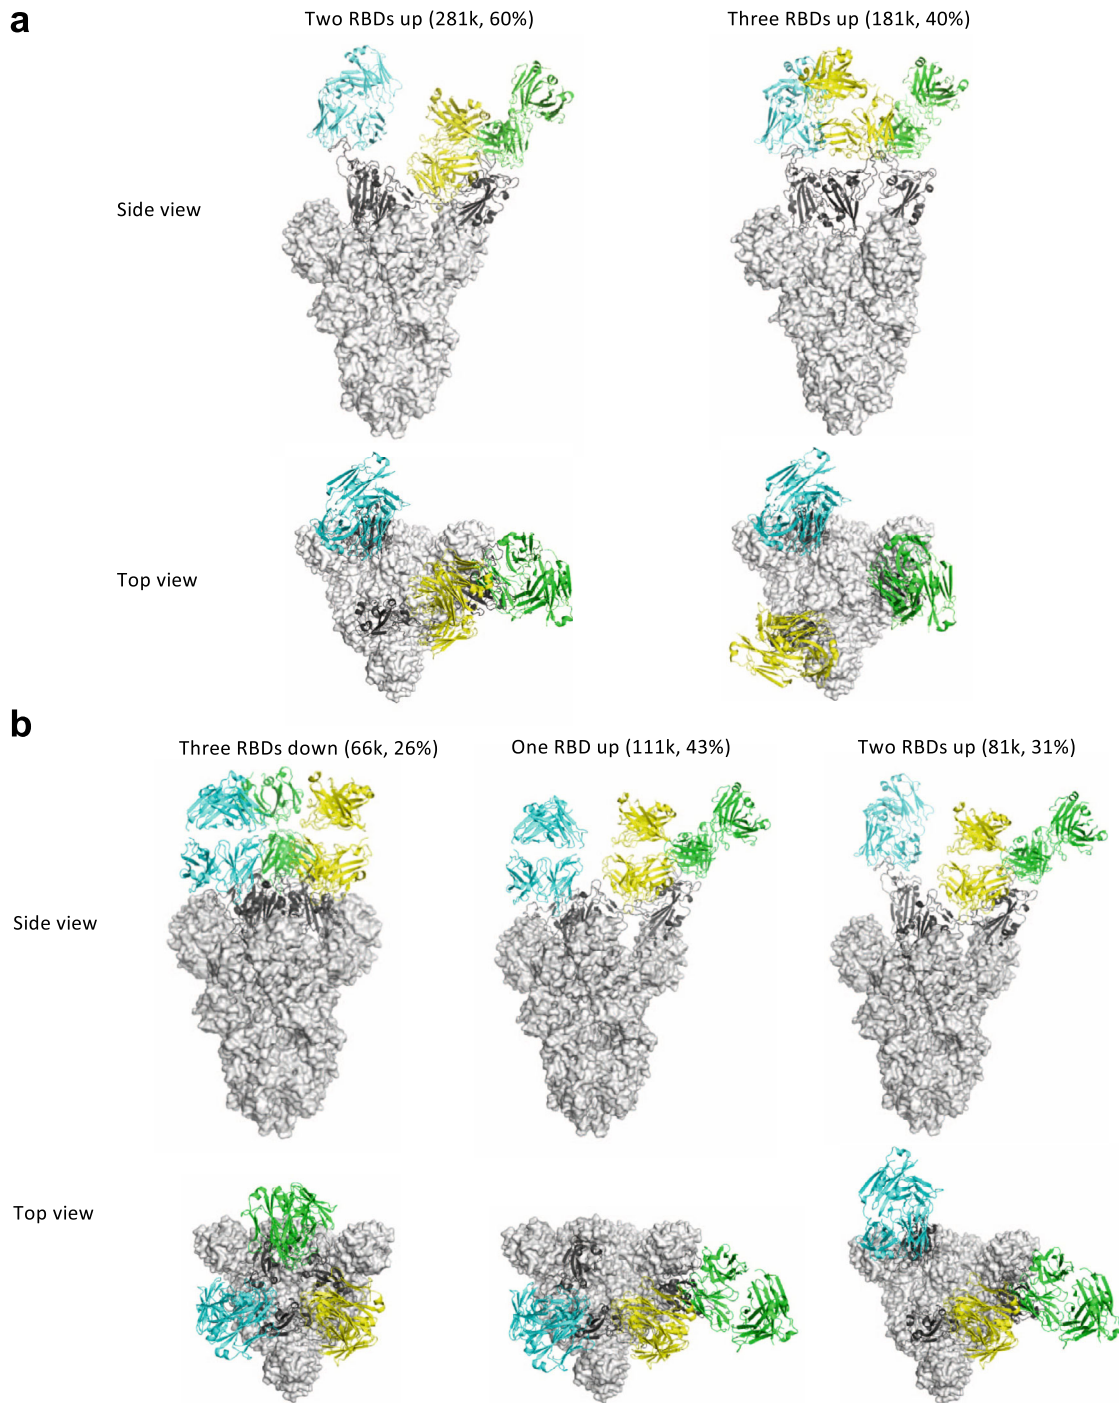 a
Two RBDs up (281k, 60%)
Three RBDs up (181k, 40%)
Side view
Top view
b
Three RBDs down (66k, 26%)
One RBD up (111k, 43%)
Two RBDs up (81k, 31%)
Side view
Top view